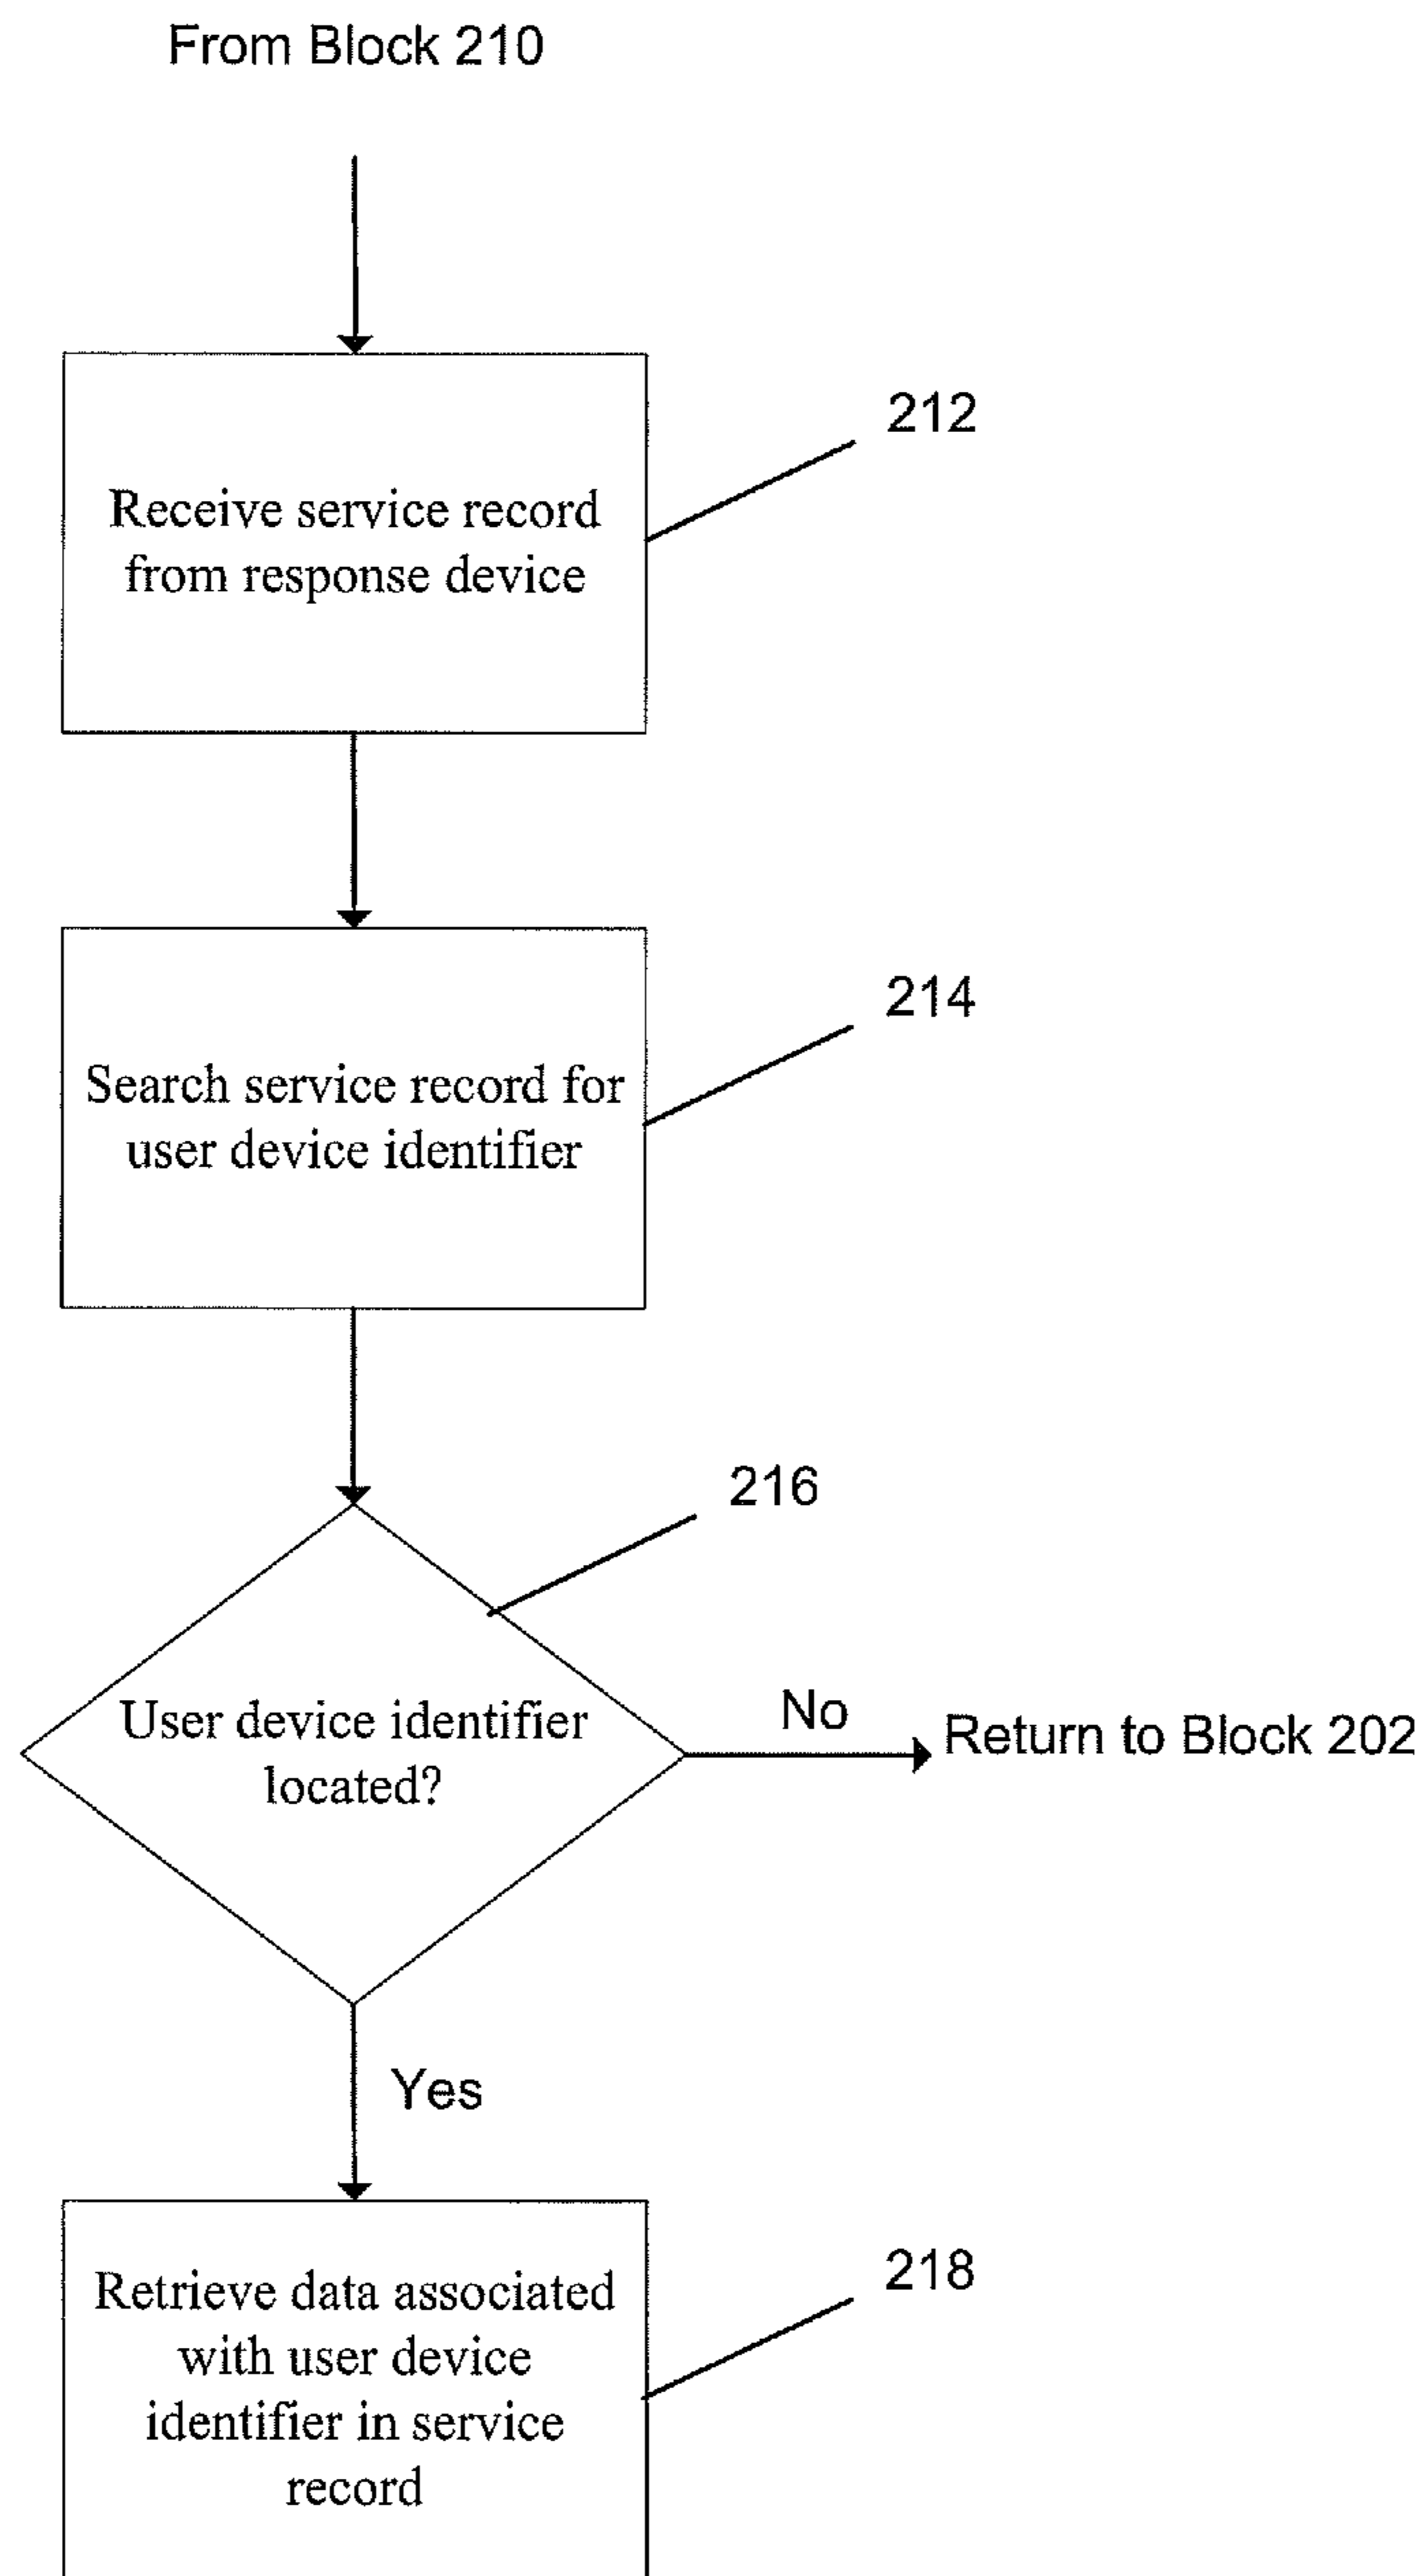 From Block 210
212
Receive service record
from response device
214
Search service record for
user device identifier
216
User device identifier
located?
No
Return to Block 202
Yes
218
Retrieve data associated
with user device
identifier in service
record